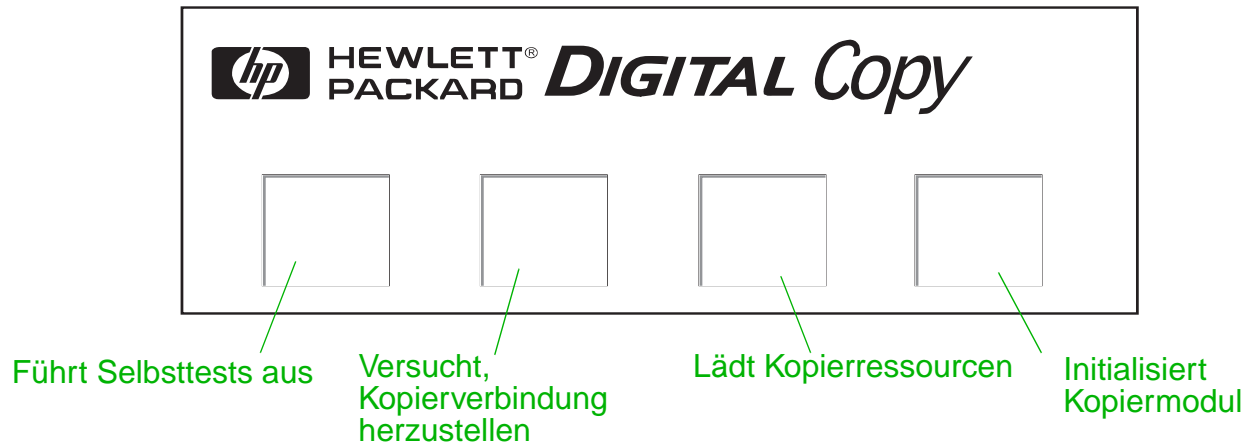 hp HEWLETT® PACKARD DIGITAL Copy
Führt Selbsttests aus
Versucht,
Kopierverbindung
herzustellen
Lädt Kopierressourcen
Initialisiert
Kopiermodul